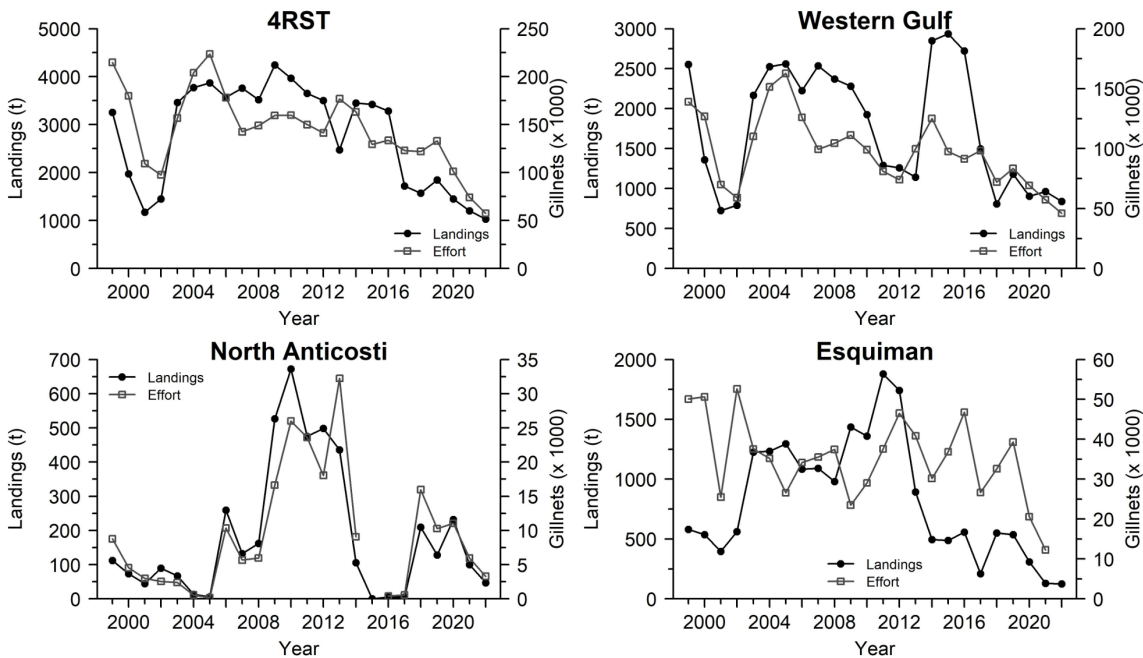 4RST
5000
4000
3000
2000
1000
0
Landings (t)
250
200
150
100
50
0
Gillnets (x 1000)
Landings
Effort
2000 2004 2008 2012 2016 2020
Year
Western Gulf
3000
2500
2000
1500
1000
500
0
Landings (t)
200
150
100
50
0
Gillnets (x 1000)
Landings
Effort
2000 2004 2008 2012 2016 2020
Year
North Anticosti
700
600
500
400
300
200
100
0
Landings (t)
35
30
25
20
15
10
5
0
Gillnets (x 1000)
Landings
Effort
2000 2004 2008 2012 2016 2020
Year
Esquiman
2000
1500
1000
500
0
Landings (t)
60
50
40
30
20
10
0
Gillnets (x 1000)
Landings
Effort
2000 2004 2008 2012 2016 2020
Year